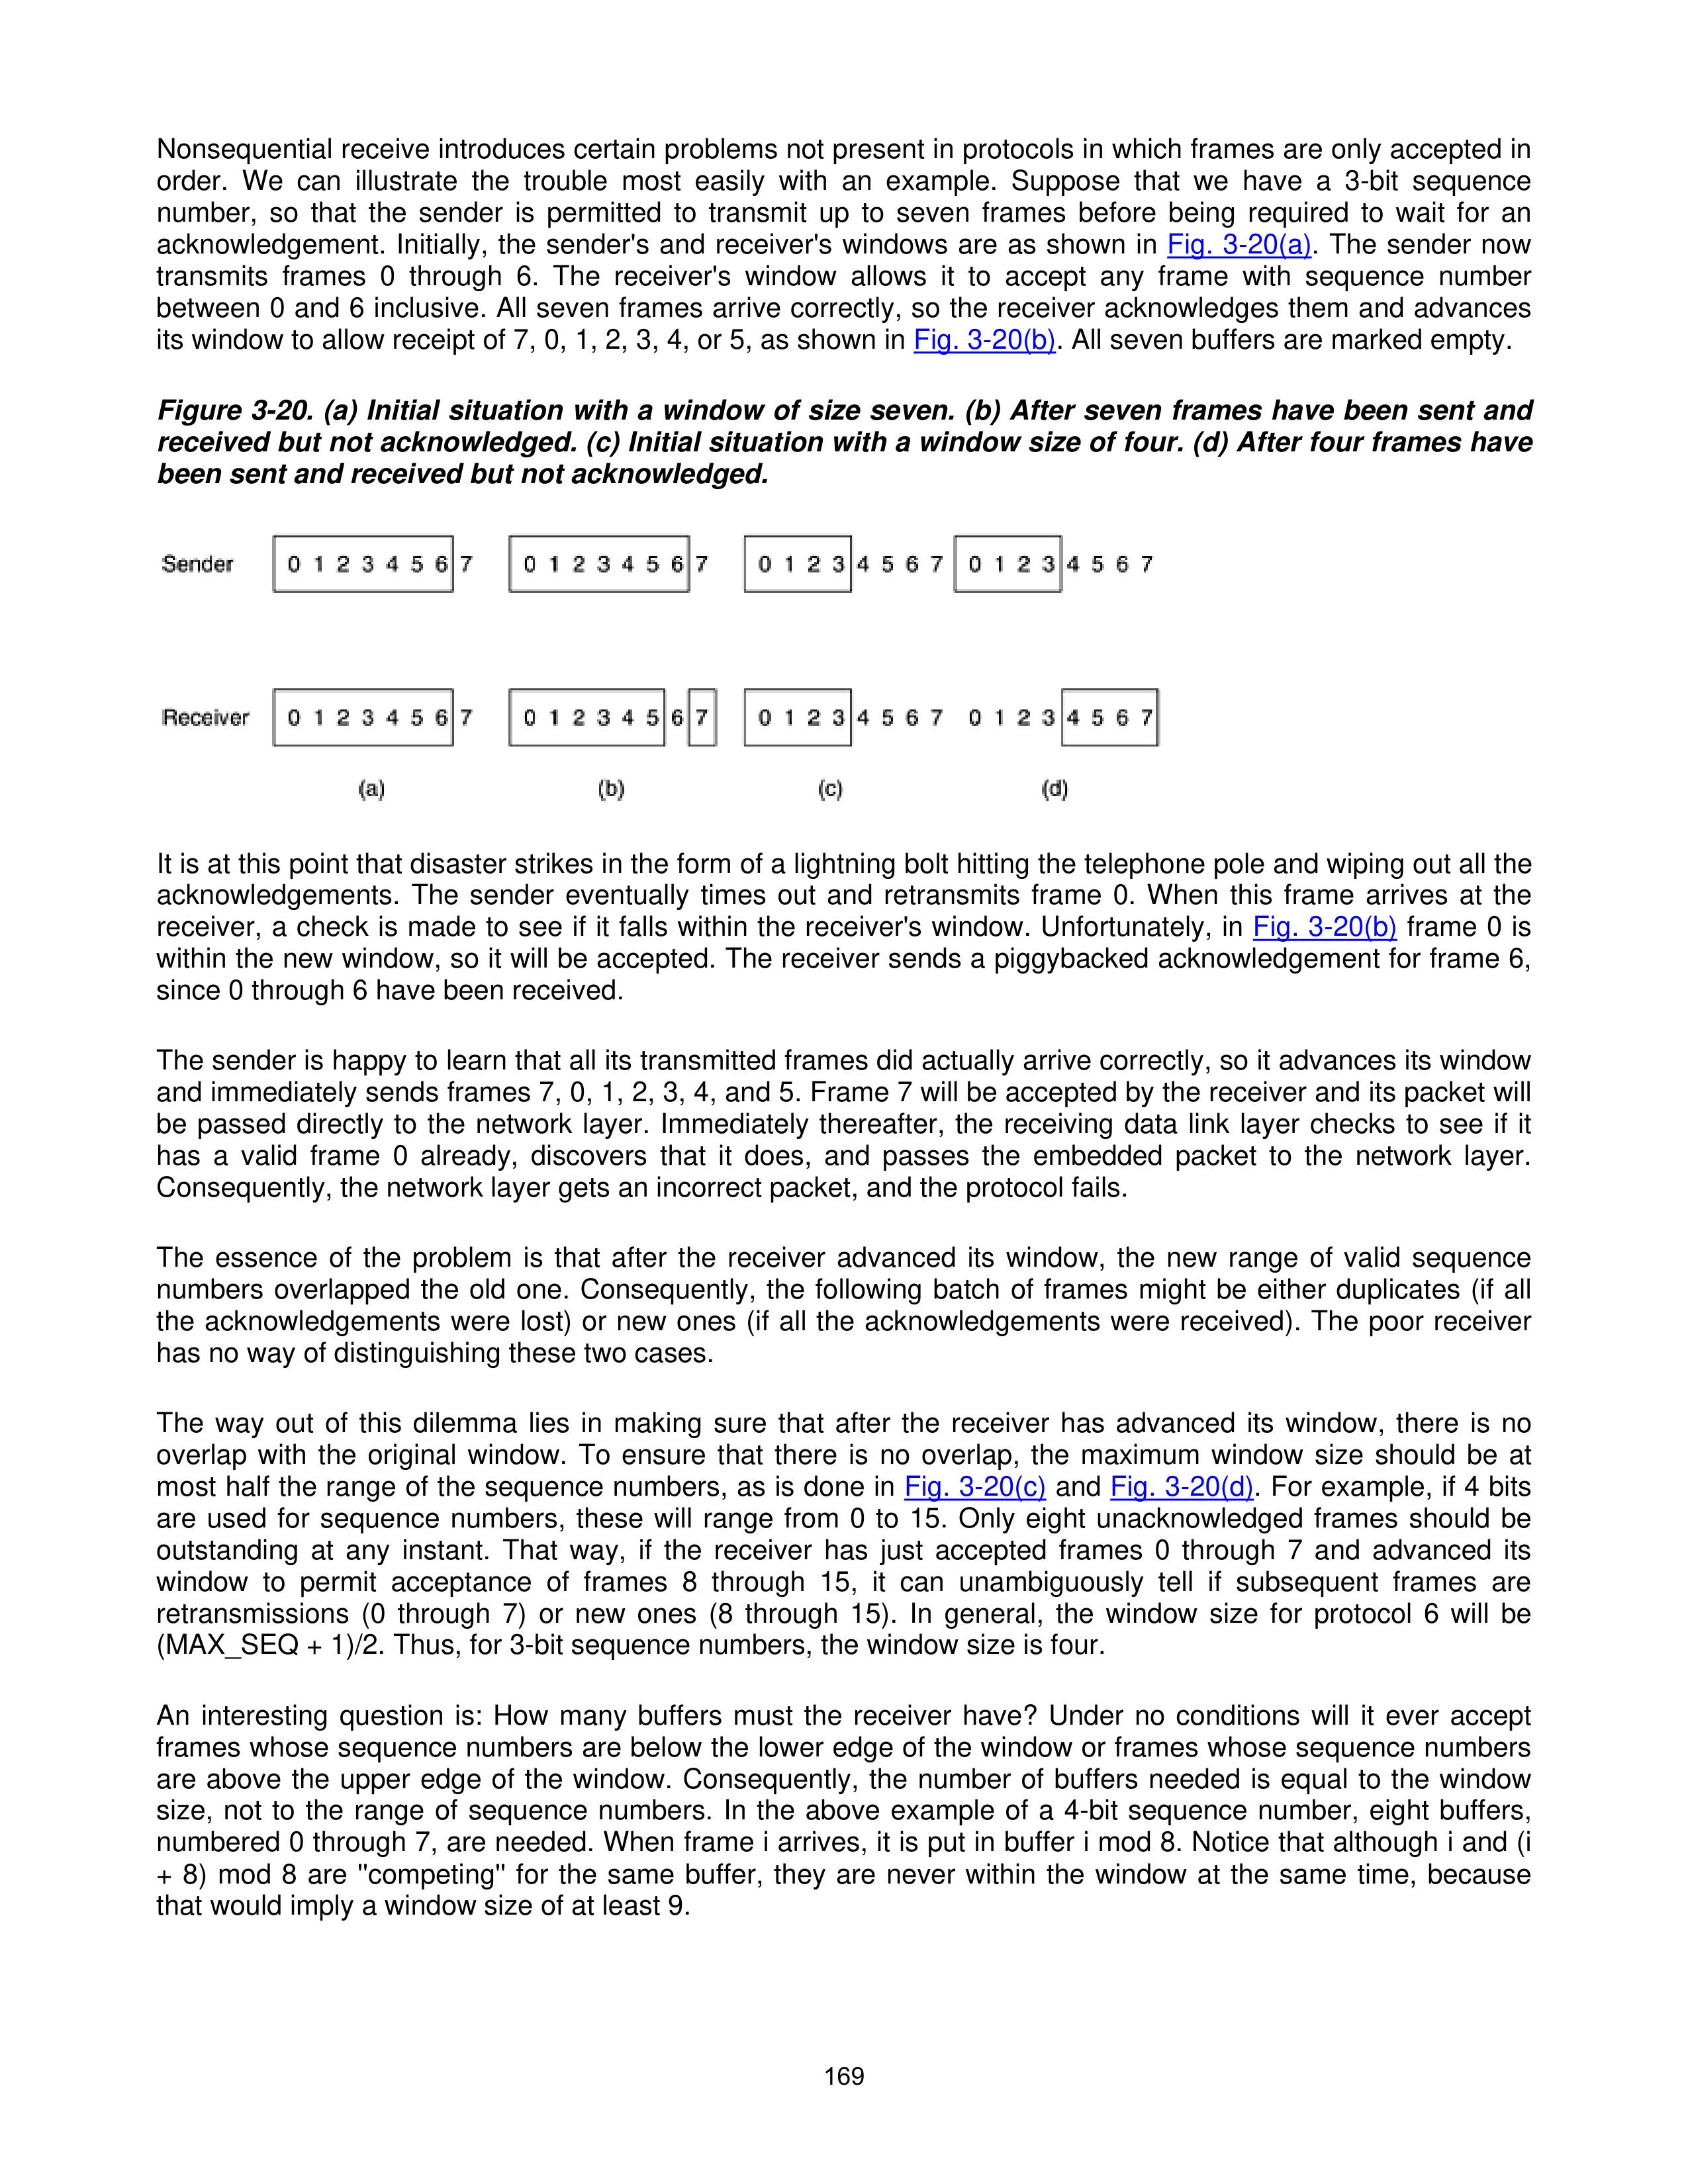 Nonsequential receive introduces certain problems not present in protocols in which frames are only accepted in
order. We can illustrate the trouble most easily with an example. Suppose that we have a 3-bit sequence
number, so that the sender is permitted to transmit up to seven frames before being required to wait for an
acknowledgement. Initially, the sender's and receiver's windows are as shown in Fig. 3-20(a). The sender now
transmits frames 0 through 6. The receiver's window allows it to accept any frame with sequence number
between 0 and 6 inclusive. All seven frames arrive correctly, so the receiver acknowledges them and advances
its window to allow receipt of 7, 0, 1, 2, 3, 4, or 5, as shown in Fig. 3-20(b). All seven buffers are marked empty.
Figure 3-20. (a) Initial situation with a window of size seven. (b) After seven frames have been sent and
received but not acknowledged. (c) Initial situation with a window size of four. (d) After four frames have
been sent and received but not acknowledged.
Sender 0 1 2 3 4 5 6 7 0 1 2 3 4 5 6 7 0 1 2 3 4 5 6 7 0 1 2 3 4 5 6 7
Receiver 0 1 2 3 4 5 6 7 0 1 2 3 4 5 6 7 0 1 2 3 4 5 6 7 0 1 2 3 4 5 6 7
(a) (b) (c) (d)
It is at this point that disaster strikes in the form of a lightning bolt hitting the telephone pole and wiping out all the
acknowledgements. The sender eventually times out and retransmits frame 0. When this frame arrives at the
receiver, a check is made to see if it falls within the receiver's window. Unfortunately, in Fig. 3-20(b) frame 0 is
within the new window, so it will be accepted. The receiver sends a piggybacked acknowledgement for frame 6,
since 0 through 6 have been received.
The sender is happy to learn that all its transmitted frames did actually arrive correctly, so it advances its window
and immediately sends frames 7, 0, 1, 2, 3, 4, and 5. Frame 7 will be accepted by the receiver and its packet will
be passed directly to the network layer. Immediately thereafter, the receiving data link layer checks to see if it
has a valid frame 0 already, discovers that it does, and passes the embedded packet to the network layer.
Consequently, the network layer gets an incorrect packet, and the protocol fails.
The essence of the problem is that after the receiver advanced its window, the new range of valid sequence
numbers overlapped the old one. Consequently, the following batch of frames might be either duplicates (if all
the acknowledgements were lost) or new ones (if all the acknowledgements were received). The poor receiver
has no way of distinguishing these two cases.
The way out of this dilemma lies in making sure that after the receiver has advanced its window, there is no
overlap with the original window. To ensure that there is no overlap, the maximum window size should be at
most half the range of the sequence numbers, as is done in Fig. 3-20(c) and Fig. 3-20(d). For example, if 4 bits
are used for sequence numbers, these will range from 0 to 15. Only eight unacknowledged frames should be
outstanding at any instant. That way, if the receiver has just accepted frames 0 through 7 and advanced its
window to permit acceptance of frames 8 through 15, it can unambiguously tell if subsequent frames are
retransmissions (0 through 7) or new ones (8 through 15). In general, the window size for protocol 6 will be
(MAX_SEQ + 1)/2. Thus, for 3-bit sequence numbers, the window size is four.
An interesting question is: How many buffers must the receiver have? Under no conditions will it ever accept
frames whose sequence numbers are below the lower edge of the window or frames whose sequence numbers
are above the upper edge of the window. Consequently, the number of buffers needed is equal to the window
size, not to the range of sequence numbers. In the above example of a 4-bit sequence number, eight buffers,
numbered 0 through 7, are needed. When frame i arrives, it is put in buffer i mod 8. Notice that although i and (i
+ 8) mod 8 are "competing" for the same buffer, they are never within the window at the same time, because
that would imply a window size of at least 9.
169